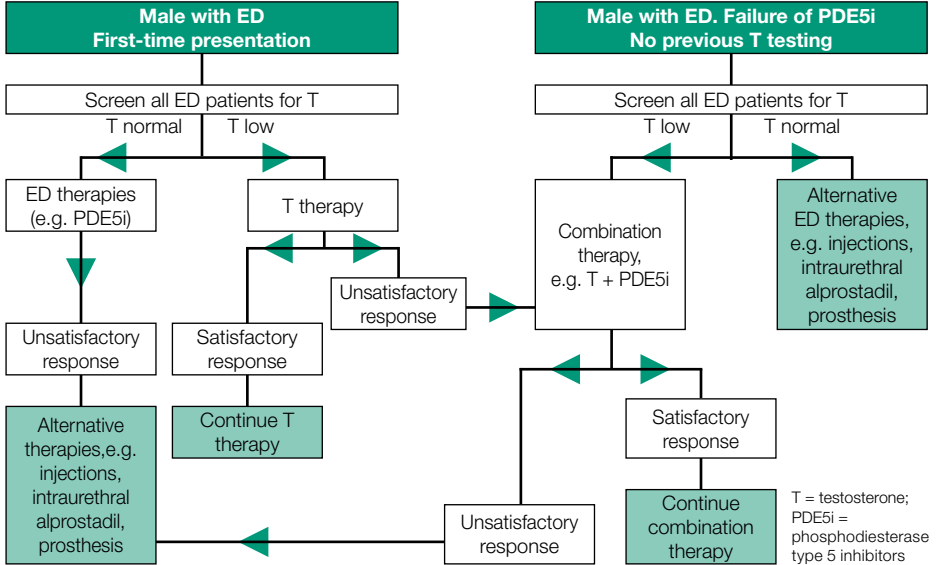 Male with ED
First-time presentation
Male with ED. Failure of PDE5i
No previous T testing
Screen all ED patients for T
Screen all ED patients for T
T normal
T low
T low
T normal
ED therapies
(e.g. PDE5i)
T therapy
Combination
therapy,
e.g. T + PDE5i
Alternative
ED therapies,
e.g. injections,
intraurethral
alprostadil,
prosthesis
Unsatisfactory
response
Unsatisfactory
response
Satisfactory
response
Alternative
therapies,e.g.
injections,
intraurethral
alprostadil,
prosthesis
Continue T
therapy
Satisfactory
response
Unsatisfactory
response
Continue
combination
therapy
T = testosterone;
PDE5i =
phosphodiesterase
type 5 inhibitors